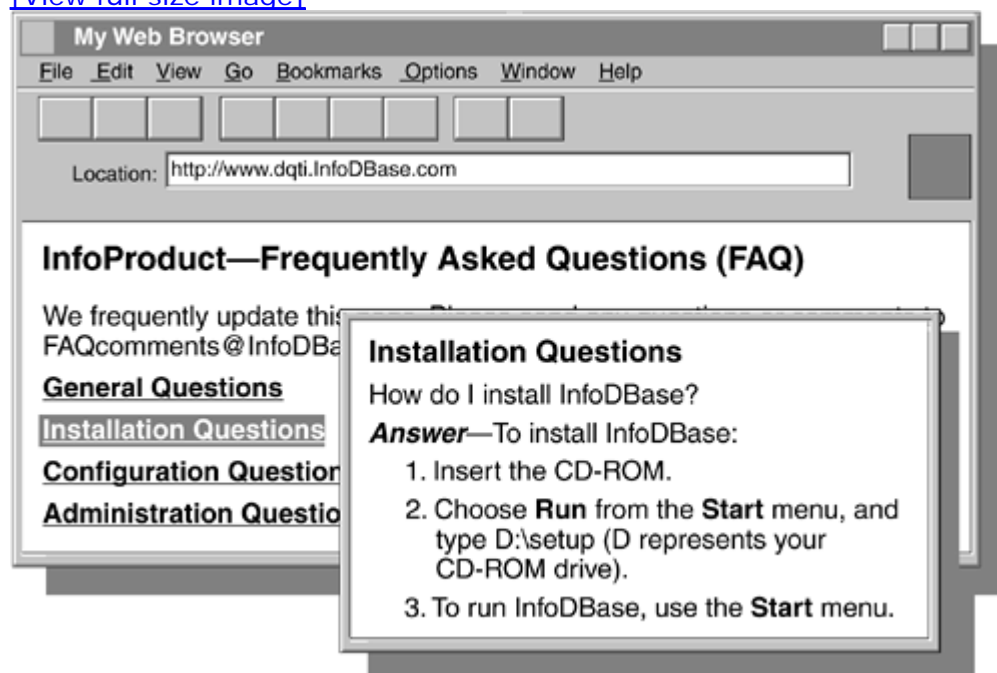 [View full size image]
My Web Browser
File Edit View Go Bookmarks Options Window Help
Location: http://www.dqti.InfoDBase.com
InfoProduct—Frequently Asked Questions (FAQ)
We frequently update this
FAQcomments@InfoDBa
General Questions
Installation Questions
Configuration Question
Administration Questio
Installation Questions
How do I install InfoDBase?
Answer—To install InfoDBase:
1. Insert the CD-ROM.
2. Choose Run from the Start menu, and
type D:\setup (D represents your
CD-ROM drive).
3. To run InfoDBase, use the Start menu.